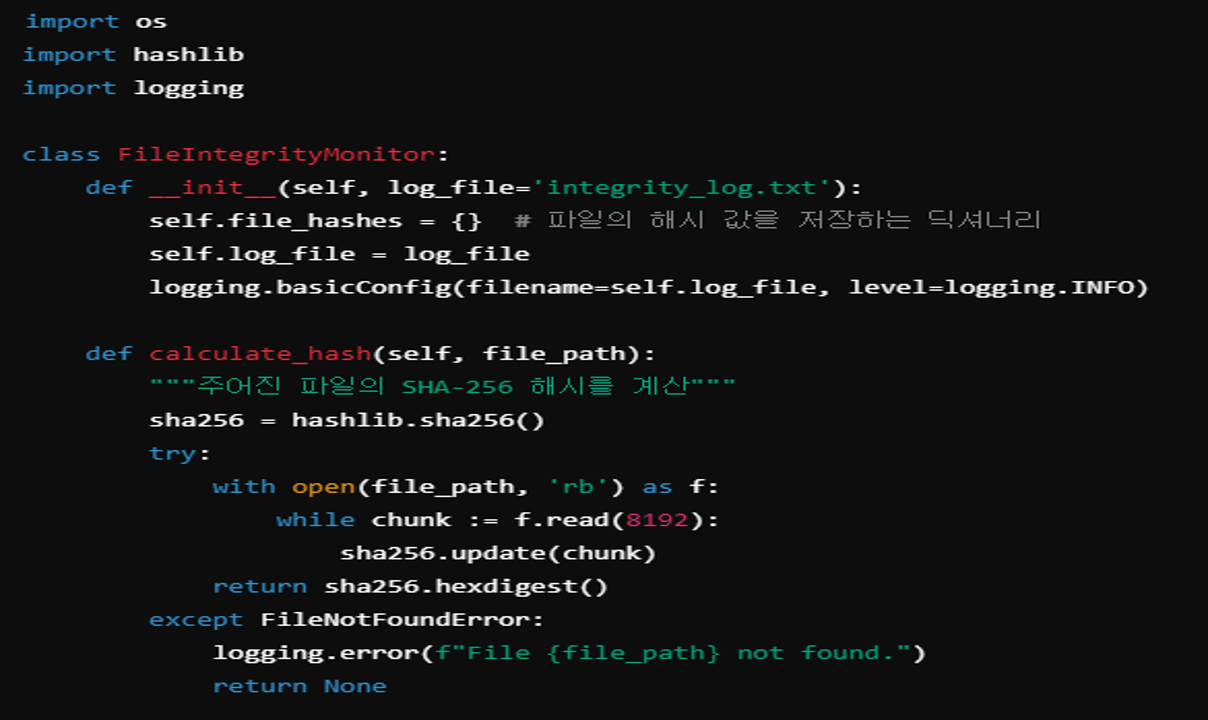 import os
import hashlib
import logging
class FileIntegrityMonitor:
def __init__(self, log_file='integrity_log.txt'):
self.file_hashes = {}  # 파일의 해시 값을 저장하는 딕셔너리
self.log_file = log_file
logging.basicConfig(filename=self.log_file, level=logging.INFO)
def calculate_hash(self, file_path):
"""주어진 파일의 SHA-256 해시를 계산"""
sha256 = hashlib.sha256()
try:
with open(file_path, 'rb') as f:
while chunk := f.read(8192):
sha256.update(chunk)
return sha256.hexdigest()
except FileNotFoundError:
logging.error(f"File {file_path} not found.")
return None